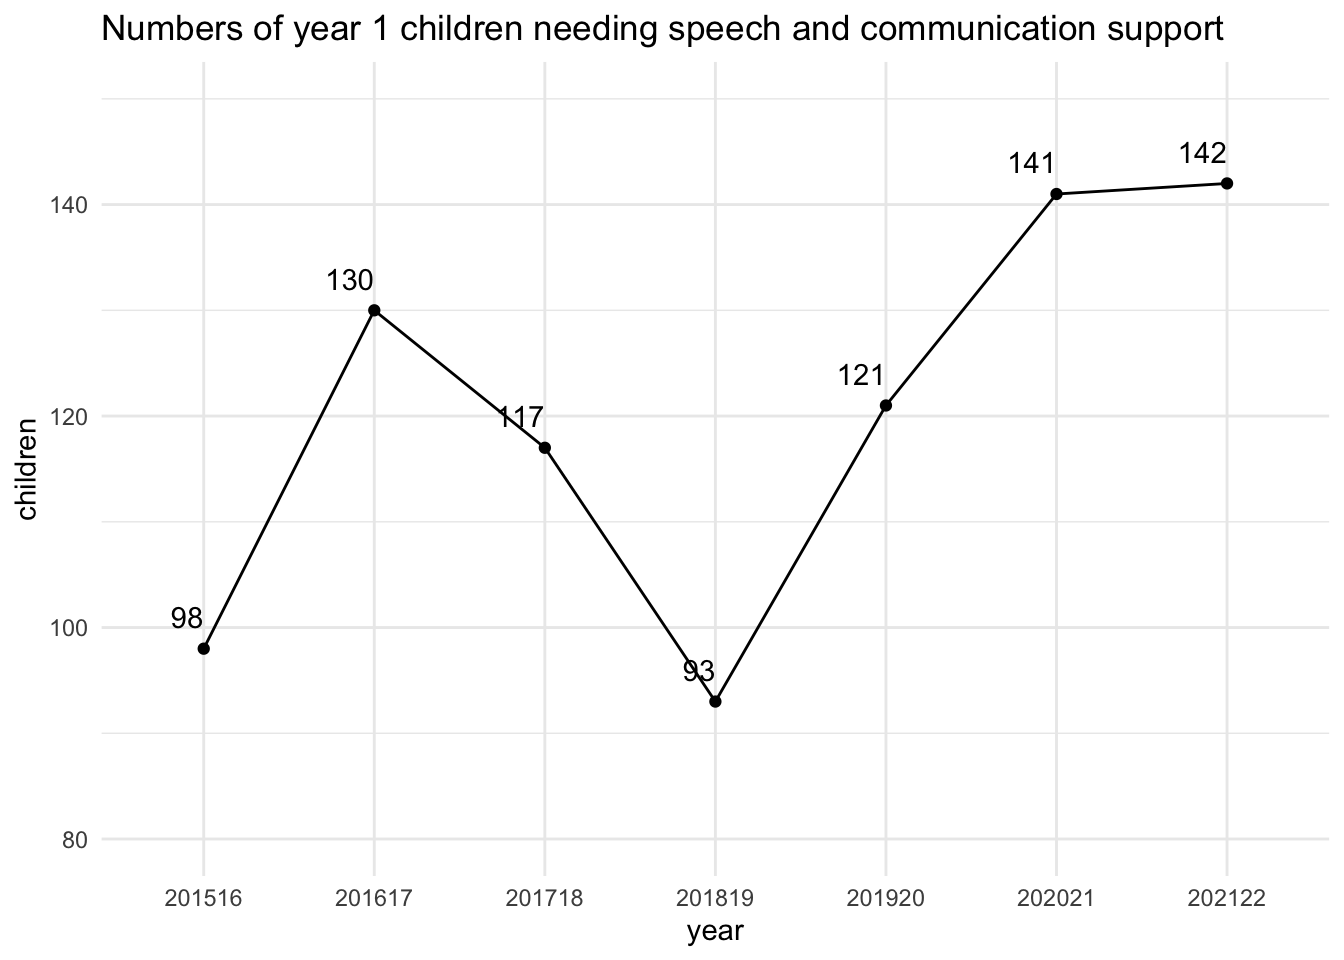 Numbers of year 1 children needing speech and communication support
142
141
140
130
121
120
117
children
98
100
93
80
201516 201617 201718 201819 201920 202021 202122
year